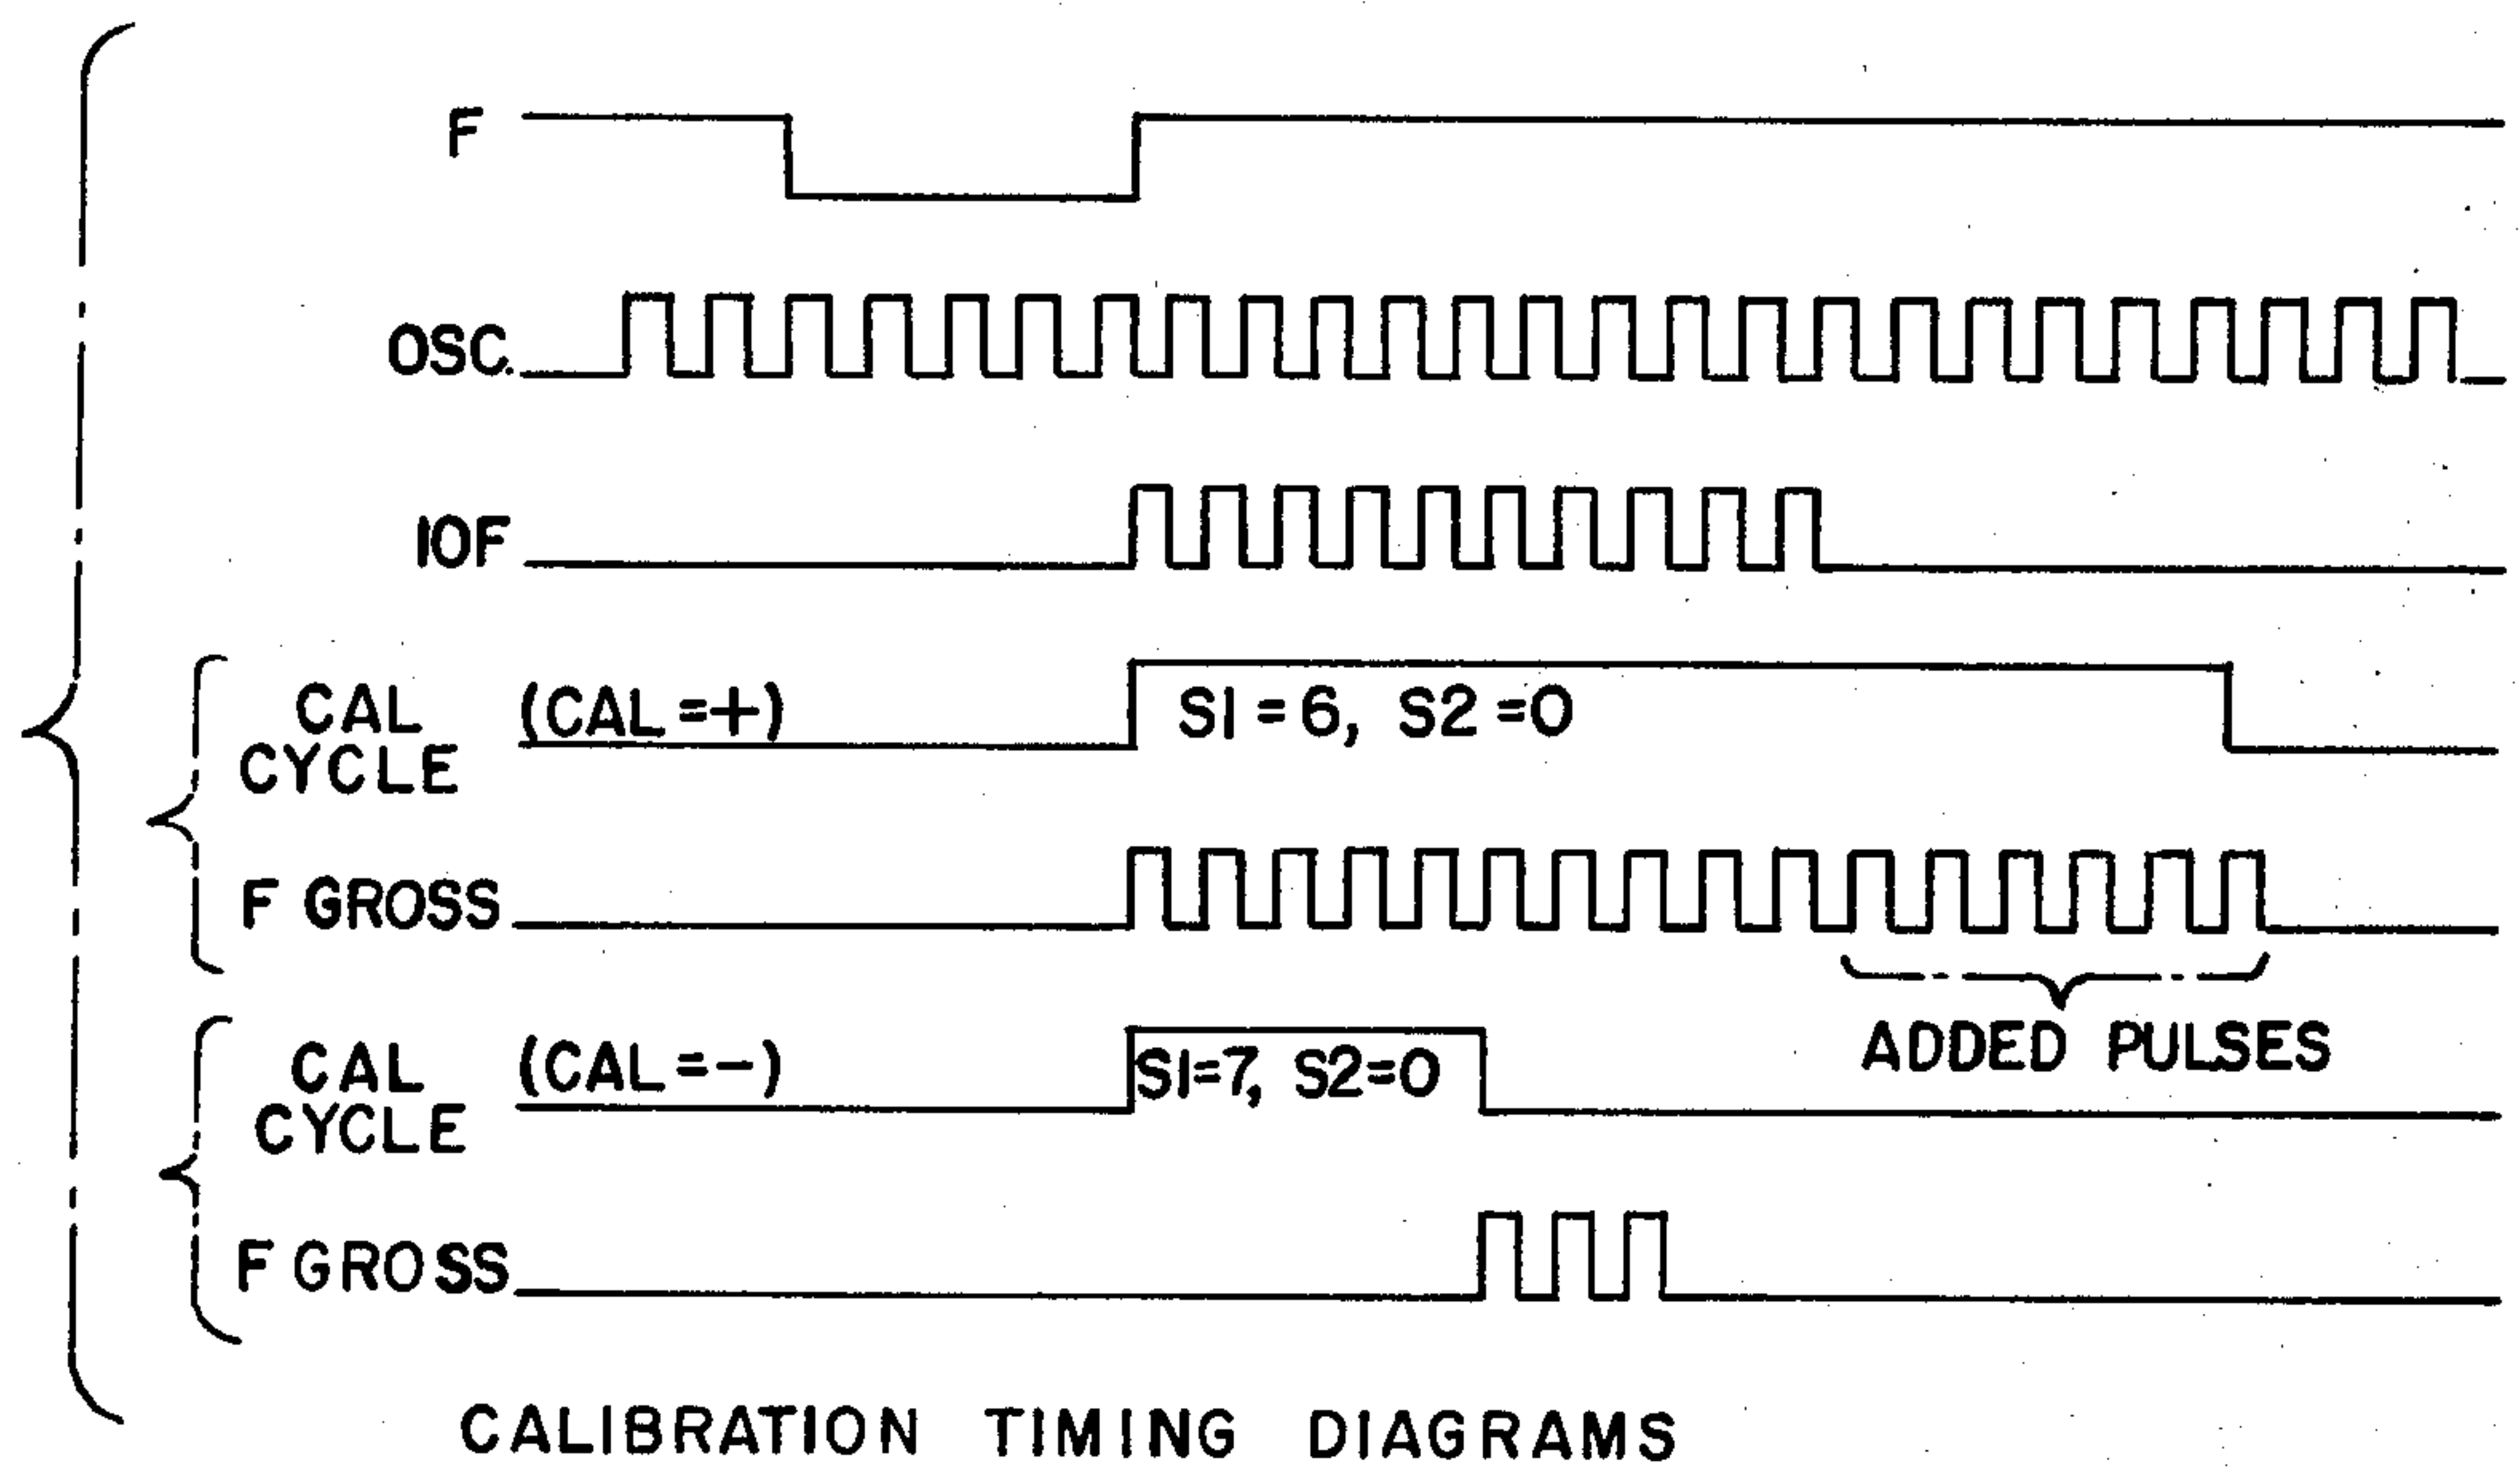 F
OSC.
10F
CAL CYCLE (CAL=+) S1=6, S2=0
F GROSS
ADDED PULSES
CAL CYCLE (CAL=-) S1=7, S2=0
F GROSS
CALIBRATION TIMING DIAGRAMS